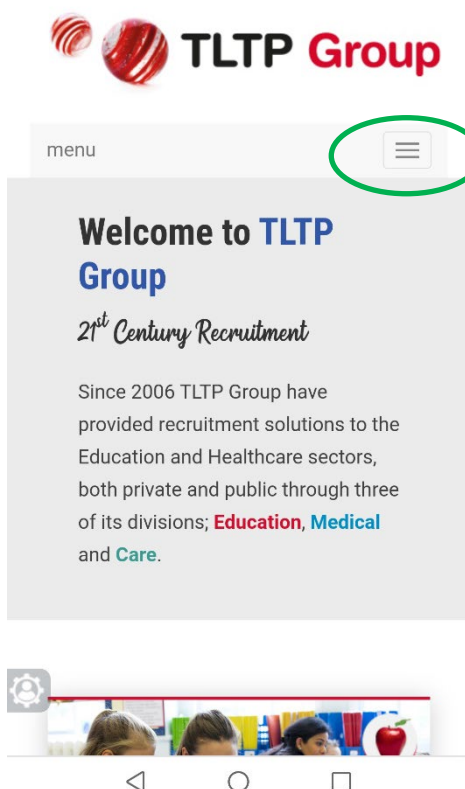 TLTP Group
menu
Welcome to TLTP
Group
21st Century Recruitment
Since 2006 TLTP Group have
provided recruitment solutions to the
Education and Healthcare sectors,
both private and public through three
of its divisions; Education, Medical
and Care.